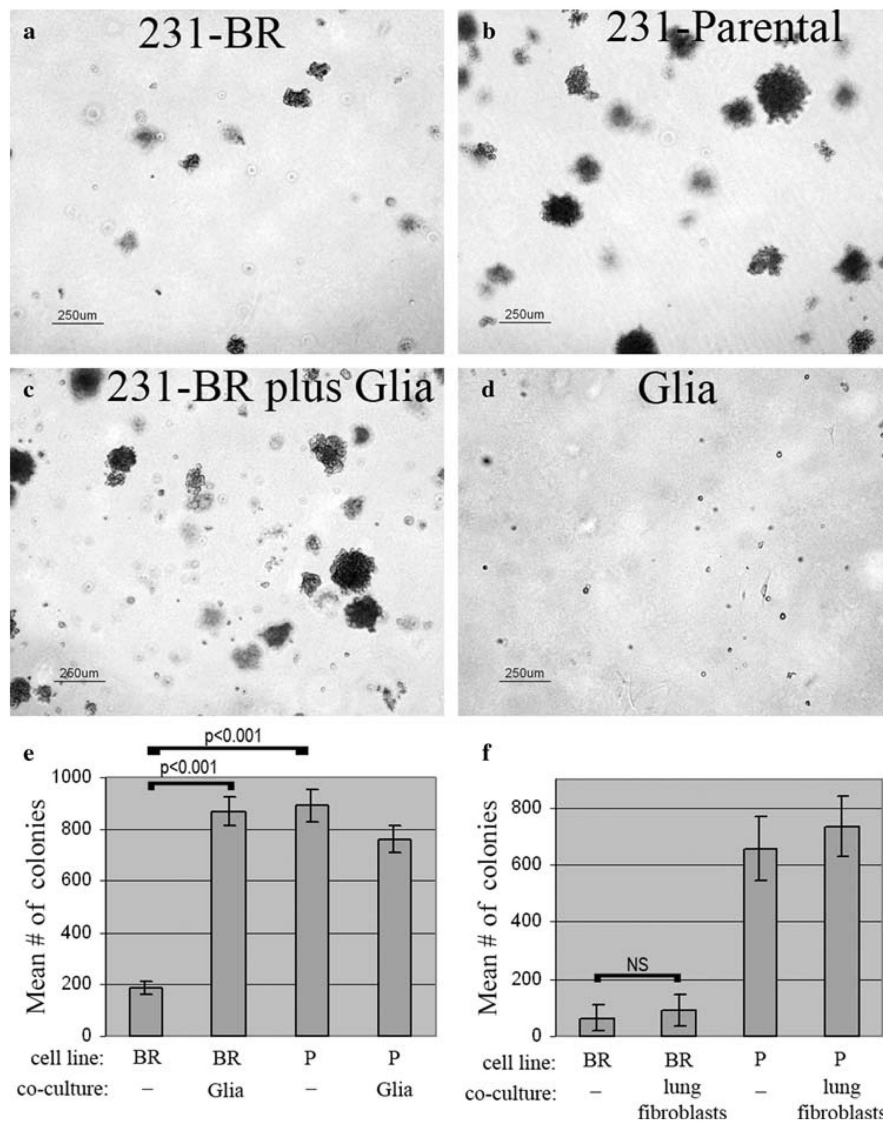 a 231-BR
250um
b 231-Parental
250um
c 231-BR plus Glia
250um
d Glia
250um
e
p<0.001
p<0.001
Mean # of colonies
1000
800
600
400
200
0
cell line: BR BR P P
co-culture: – Glia – Glia
f
Mean # of colonies
800
600
400
200
0
NS
cell line: BR BR P P
co-culture: – lung fibroblasts – lung fibroblasts